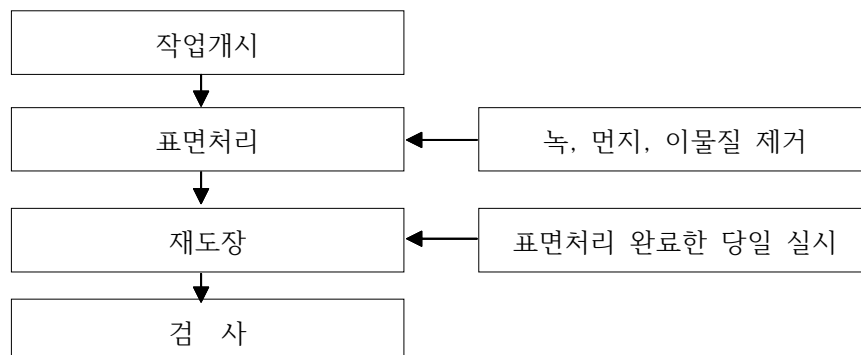 작업개시
표면처리
녹, 먼지, 이물질 제거
재도장
표면처리 완료한 당일 실시
검 사